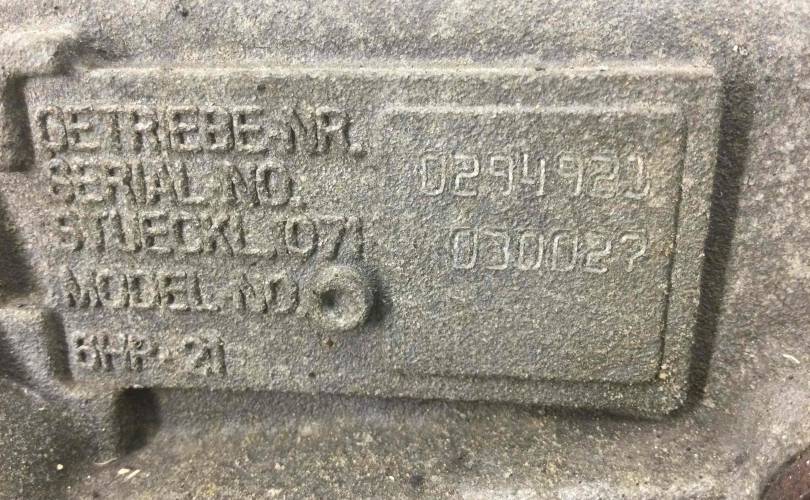 GETRIEBE-NR.
SERIAL-NO. 0294921
STUECKL.1071 030027
MODEL-NO.
6HP-21